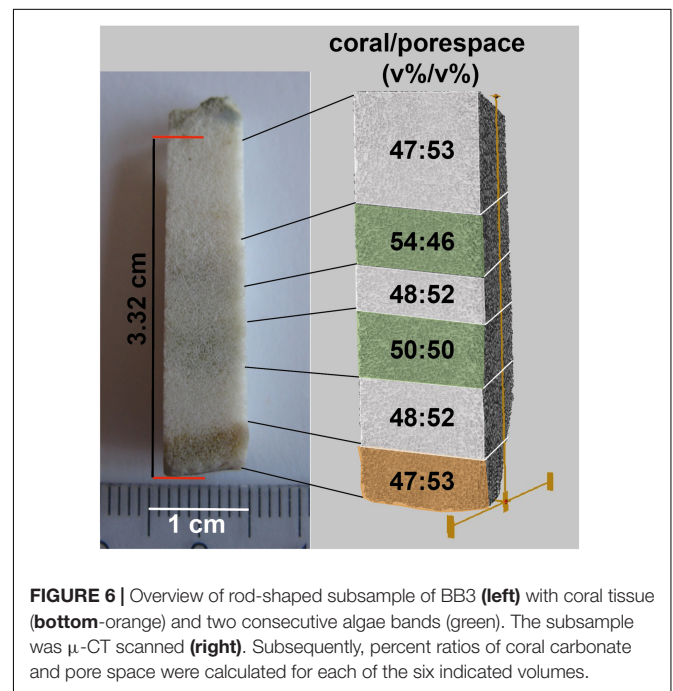 coral/porespace
(v%/v%)
47:53
54:46
48:52
50:50
48:52
47:53
3.32 cm
1 cm
FIGURE 6 | Overview of rod-shaped subsample of BB3 (left) with coral tissue
(bottom-orange) and two consecutive algae bands (green). The subsample
was μ-CT scanned (right). Subsequently, percent ratios of coral carbonate
and pore space were calculated for each of the six indicated volumes.